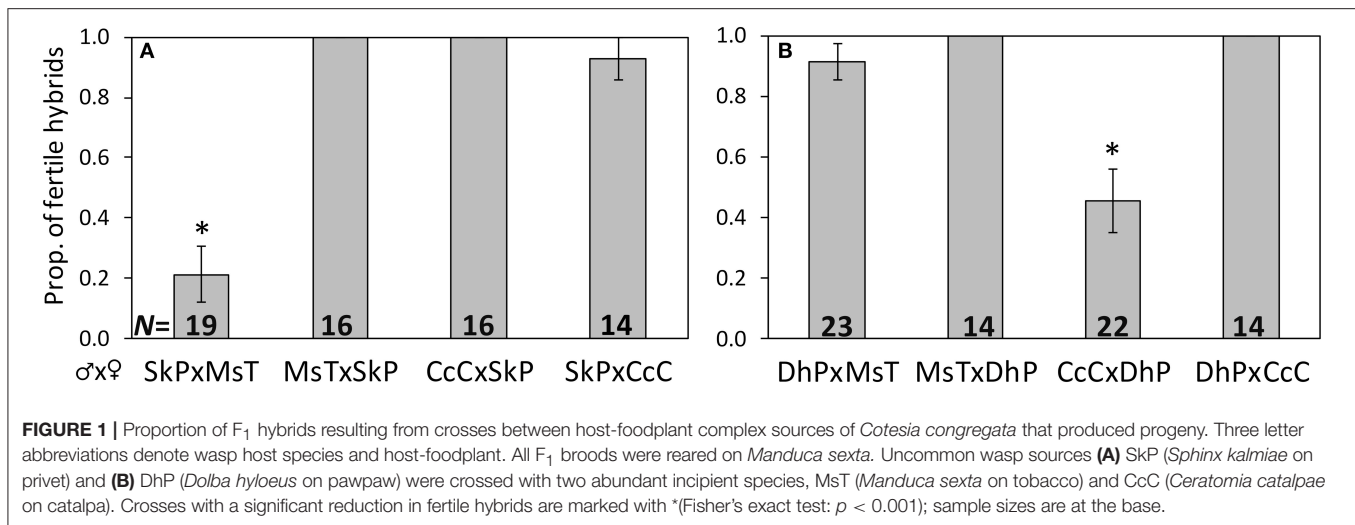 Prop. of fertile hybrids
1.0
0.8
0.6
0.4
0.2
0.0
A
*
N= 19 16 16 14
♂x♀ SkPxMsT MsTxSkP CcCxSkP SkPxCcC
1.0
0.8
0.6
0.4
0.2
0.0
B
*
23 14 22 14
DhPxMsT MsTxDhP CcCxDhP DhPxCcC
FIGURE 1 | Proportion of F1 hybrids resulting from crosses between host-foodplant complex sources of Cotesia congregata that produced progeny. Three letter
abbreviations denote wasp host species and host-foodplant. All F1 broods were reared on Manduca sexta. Uncommon wasp sources (A) SkP (Sphinx kalmiae on
privet) and (B) DhP (Dolba hyloeus on pawpaw) were crossed with two abundant incipient species, MsT (Manduca sexta on tobacco) and CcC (Ceratomia catalpae
on catalpa). Crosses with a significant reduction in fertile hybrids are marked with *(Fisher's exact test: p < 0.001); sample sizes are at the base.